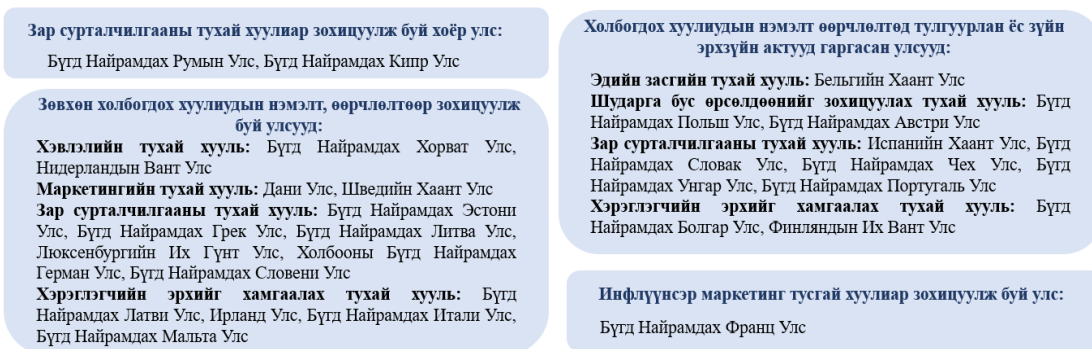 Зар сурталчилгааны тухай хуулиар зохицуулж буй хоёр улс:
Бүгд Найрамдах Румын Улс, Бүгд Найрамдах Кипр Улс
Зөвхөн холбогдох хуулиудын нэмэлт, өөрчлөлтөөр зохицуулж
буй улсууд:
Хэвлэлийн тухай хууль: Бүгд Найрамдах Хорват Улс,
Нидерландын Вант Улс
Маркетингийн тухай хууль: Дани Улс, Шведийн Хаант Улс
Зар сурталчилгааны тухай хууль: Бүгд Найрамдах Эстони
Улс, Бүгд Найрамдах Грек Улс, Бүгд Найрамдах Литва Улс,
Люксенбургийн Их Гүнт Улс, Холбооны Бүгд Найрамдах
Герман Улс, Бүгд Найрамдах Словени Улс
Хэрэглэгчийн эрхийг хамгаалах тухай хууль: Бүгд
Найрамдах Латви Улс, Ирланд Улс, Бүгд Найрамдах Итали Улс,
Бүгд Найрамдах Мальта Улс
Холбогдох хуулиудын нэмэлт өөрчлөлтөд тулгуурлан ёс зүйн
эрхзүйн актууд гаргасан улсууд:
Эдийн засгийн тухай хууль: Бельгийн Хаант Улс
Шударга бус өрсөлдөөнийг зохицуулах тухай хууль: Бүгд
Найрамдах Польш Улс, Бүгд Найрамдах Австри Улс
Зар сурталчилгааны тухай хууль: Испанийн Хаант Улс, Бүгд
Найрамдах Словак Улс, Бүгд Найрамдах Чех Улс, Бүгд
Найрамдах Унгар Улс, Бүгд Найрамдах Португаль Улс
Хэрэглэгчийн эрхийг хамгаалах тухай хууль: Бүгд
Найрамдах Болгар Улс, Финляндын Их Вант Улс
Инфлүүнсэр маркетинг тусгай хуулиар зохицуулж буй улс:
Бүгд Найрамдах Франц Улс